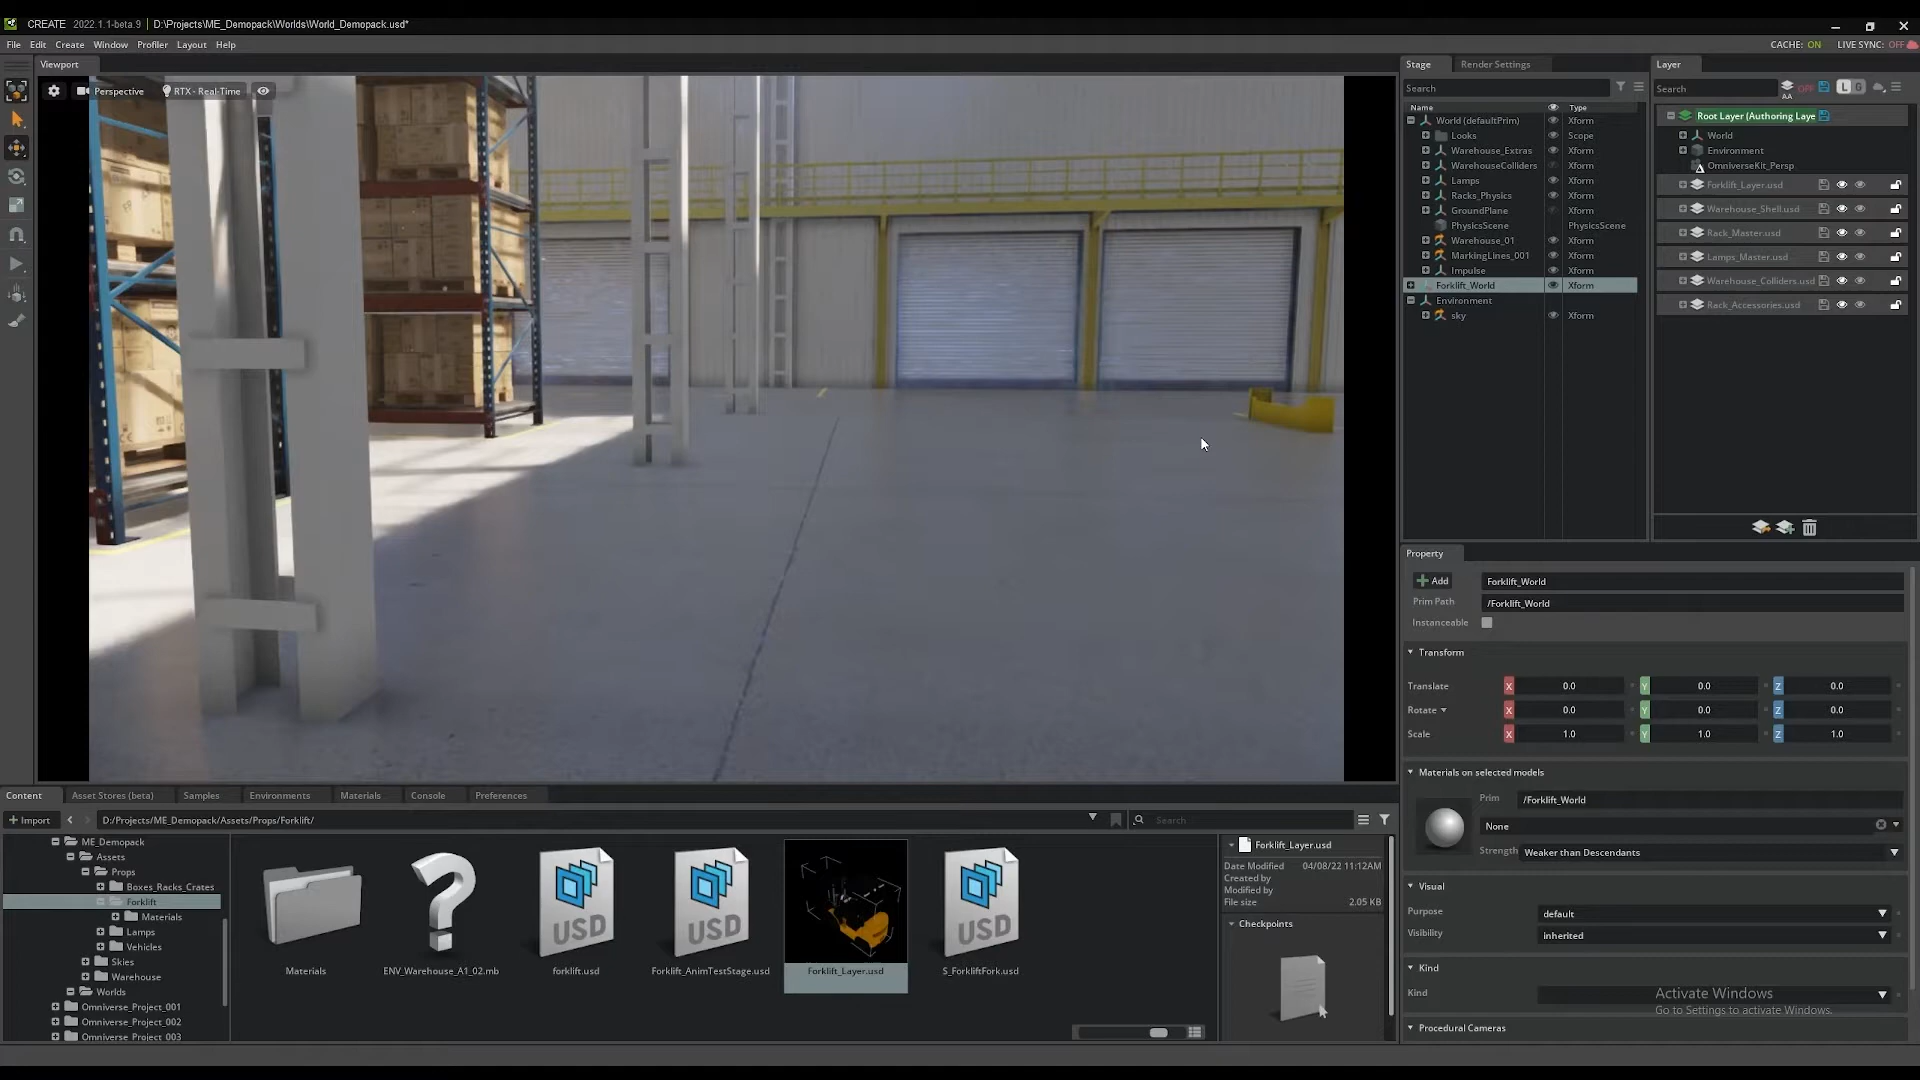 CREATE 2022.1.1-beta.9 | D:\Projects\ME_Demopack\Worlds\World_Demopack.usd*
File Edit Create Window Profiler Layout Help
CACHE: ON LIVE SYNC: OFF
Viewport
Perspective RTX - Real-Time
Stage Render Settings
Search
Name Type
World (defaultPrim) Xform
Looks Scope
Warehouse_Extras Xform
WarehouseColliders Xform
Lamps Xform
Racks_Physics Xform
GroundPlane Xform
PhysicsScene PhysicsScene
Warehouse_01 Xform
MarkingLines_001 Xform
Impulse Xform
Forklift_World Xform
Environment Xform
sky Xform
Layer
Search AA OFF L G
Root Layer (Authoring Laye
World
Environment
OmniverseKit_Persp
Forklift_Layer.usd
Warehouse_Shell.usd
Rack_Master.usd
Lamps_Master.usd
Warehouse_Colliders.usd
Rack_Accessories.usd
Property
Add Forklift_World
Prim Path /Forklift_World
Instanceable
Transform
Translate X 0.0 Y 0.0 Z 0.0
Rotate X 0.0 Y 0.0 Z 0.0
Scale X 1.0 Y 1.0 Z 1.0
Materials on selected models
Prim /Forklift_World
None
Strength Weaker than Descendants
Visual
Purpose default
Visibility inherited
Kind
Kind
Activate Windows
Go to Settings to activate Windows.
Procedural Cameras
Content Asset Stores (beta) Samples Environments Materials Console Preferences
+ Import D:/Projects/ME_Demopack/Assets/Props/Forklift/ Search
ME_Demopack
Assets
Props
Boxes_Racks_Crates
Forklift
Materials
Lamps
Vehicles
Skies
Warehouse
Worlds
Omniverse_Project_001
Omniverse_Project_002
Omniverse_Project_003
USD USD USD
Materials ENV_Warehouse_A1_02.mb forklift.usd Forklift_AnimTestStage.usd Forklift_Layer.usd S_ForkliftFork.usd
Forklift_Layer.usd
Date Modified 04/08/22 11:12AM
Created by
Modified by
File size 2.05 KB
Checkpoints